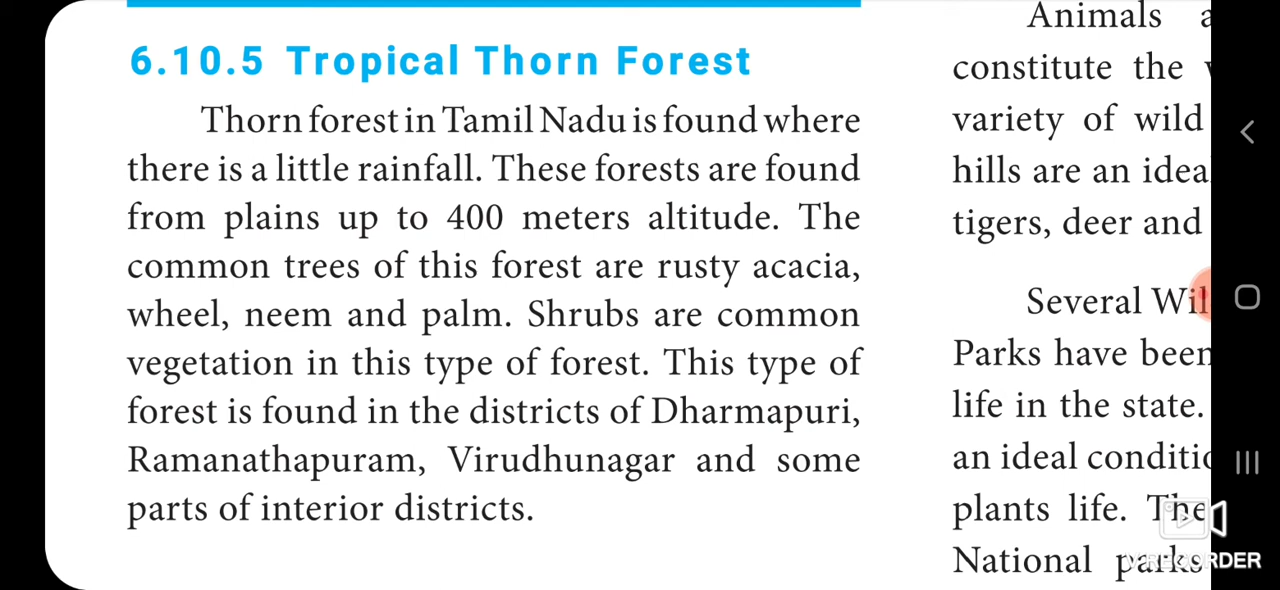 6.10.5 Tropical Thorn Forest
Thorn forest in Tamil Nadu is found where
there is a little rainfall. These forests are found
from plains up to 400 meters altitude. The
common trees of this forest are rusty acacia,
wheel, neem and palm. Shrubs are common
vegetation in this type of forest. This type of
forest is found in the districts of Dharmapuri,
Ramanathapuram, Virudhunagar and some
parts of interior districts.
Animals
constitute the
variety of wild
hills are an
tigers, deer and
Several
Parks have been
life in the state.
an ideal
plants life. The
National parks